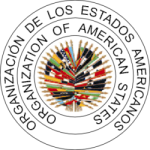 ORGANIZACIÓN DE LOS ESTADOS AMERICANOS
ORGANIZATION OF AMERICAN STATES